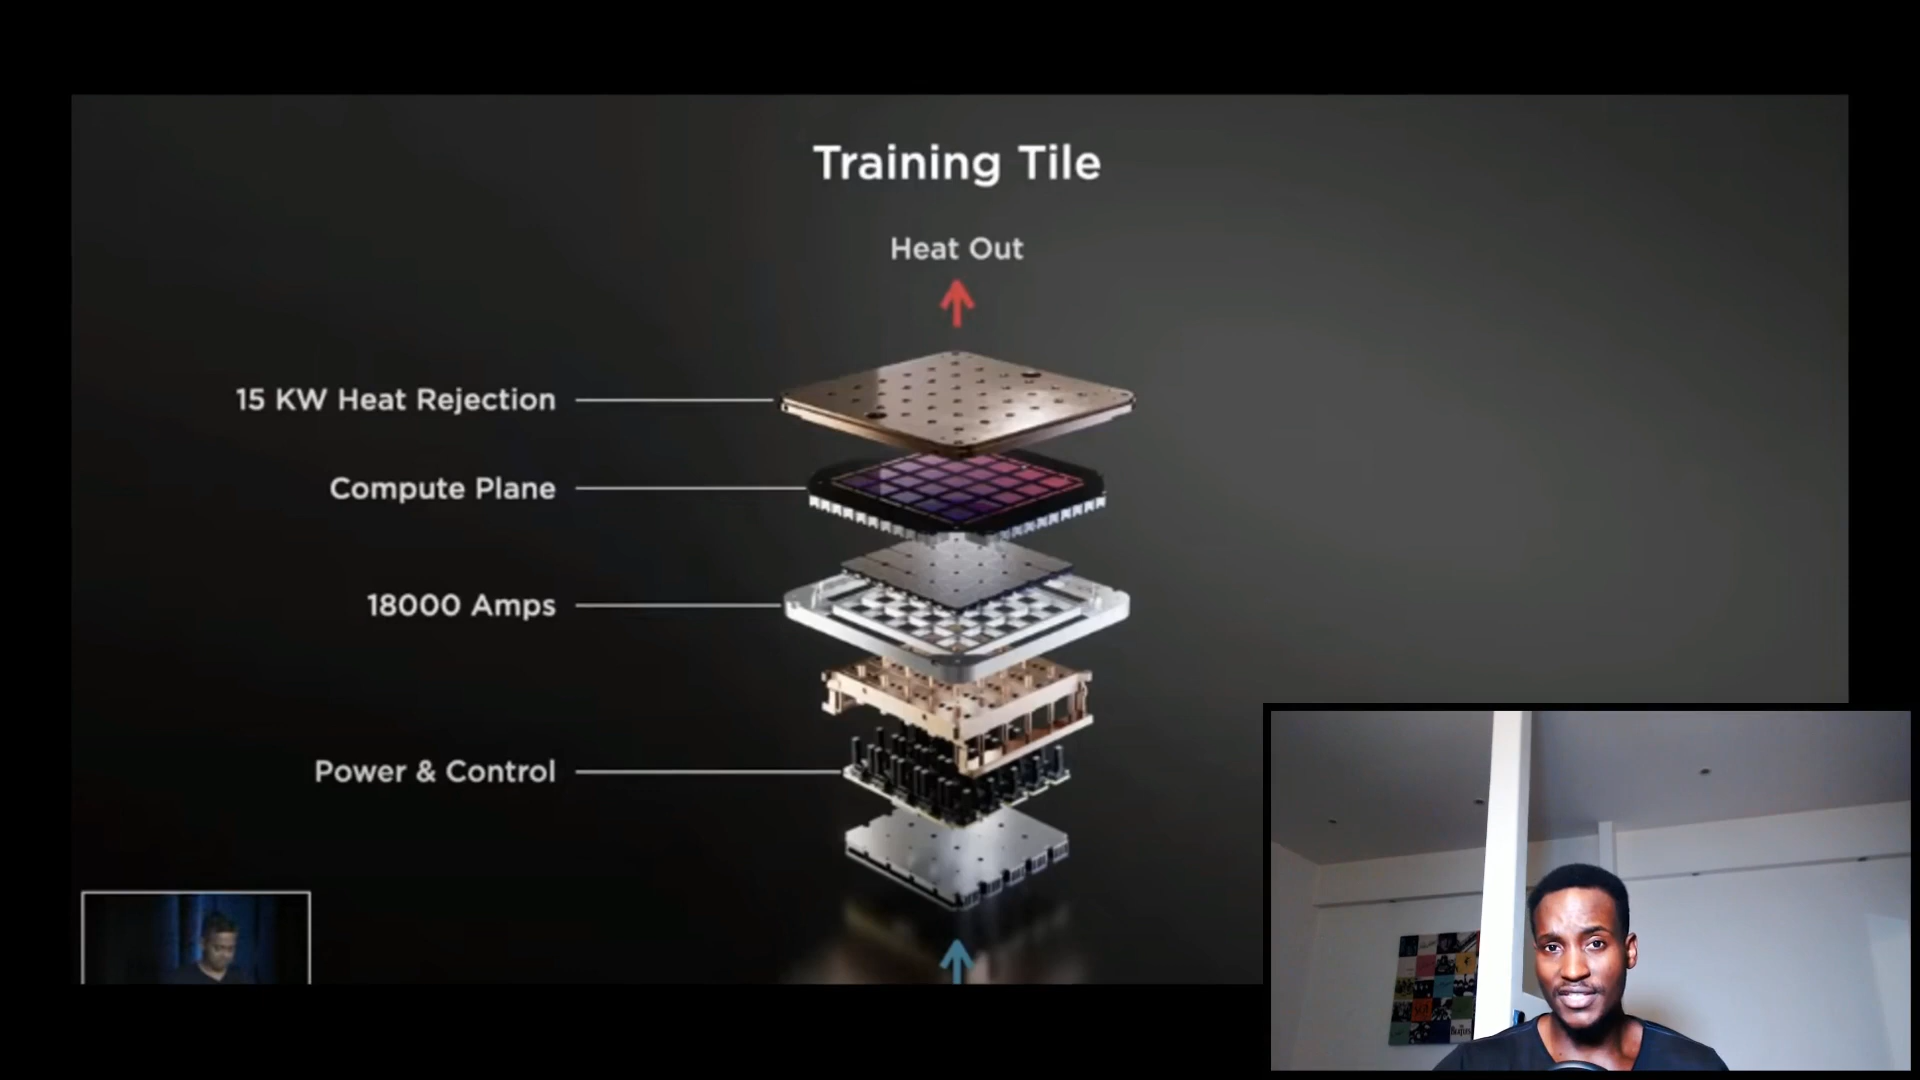 Training Tile
Heat Out
15 KW Heat Rejection
Compute Plane
18000 Amps
Power & Control